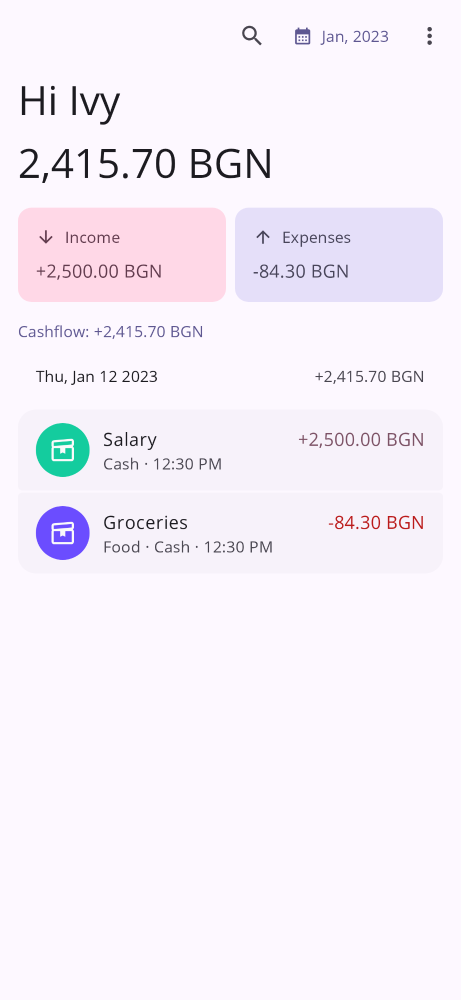 Jan, 2023
Hi Ivy
2,415.70 BGN
Income
+2,500.00 BGN
Expenses
-84.30 BGN
Cashflow: +2,415.70 BGN
Thu, Jan 12 2023
+2,415.70 BGN
Salary
+2,500.00 BGN
Cash · 12:30 PM
Groceries
-84.30 BGN
Food · Cash · 12:30 PM